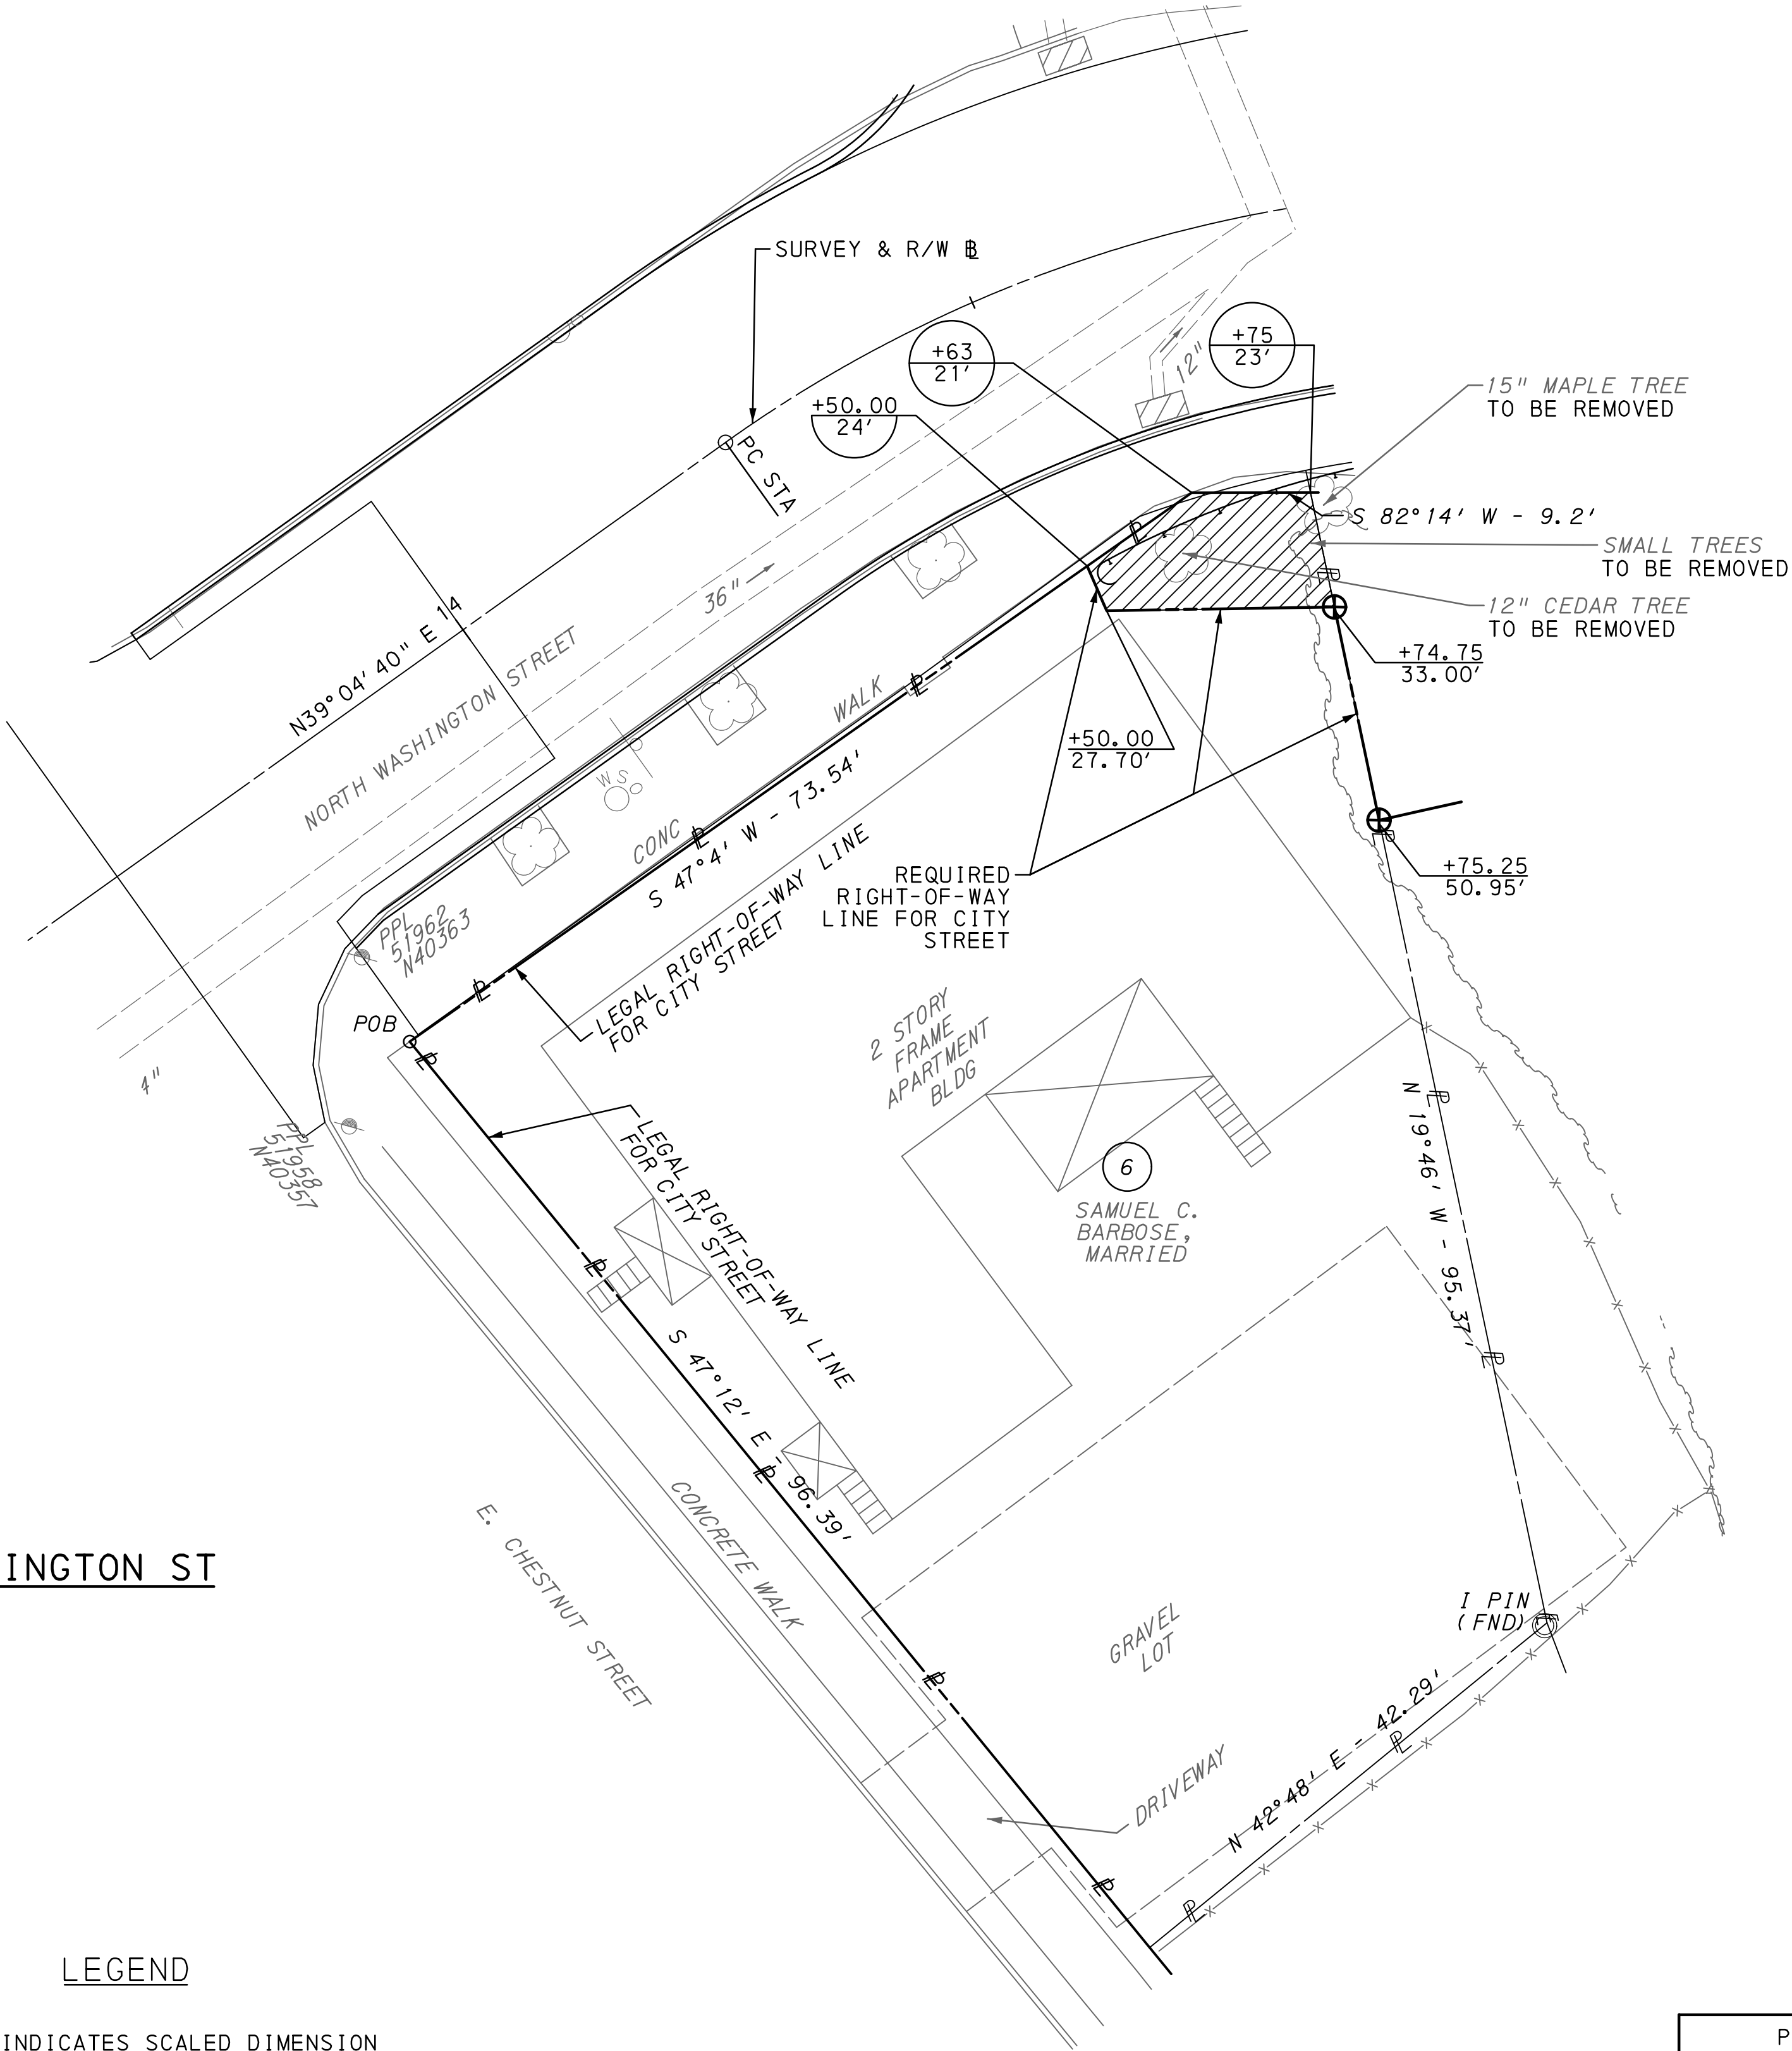 SURVEY & R/W BL
+75
23'
+63
21'
+50.00
24'
15" MAPLE TREE
TO BE REMOVED
12"
PC STA
S 82°14' W - 9.2'
SMALL TREES
TO BE REMOVED
36"
12" CEDAR TREE
TO BE REMOVED
N39°04'40" E 14
NORTH WASHINGTON STREET
+74.75
33.00'
WALK
+50.00
27.70'
WS
CONC
S 47°4' W - 73.54'
REQUIRED
RIGHT-OF-WAY
LINE FOR CITY
STREET
+75.25
50.95'
PPL
51962
N40363
LEGAL RIGHT-OF-WAY LINE
FOR CITY STREET
POB
2 STORY
FRAME
APARTMENT
BLDG
4"
PPL
51958
N40357
LEGAL RIGHT-OF-WAY LINE
FOR CITY STREET
6
SAMUEL C.
BARBOSE,
MARRIED
N 19°46' W - 95.37'
S 47°12' E - 96.39'
CONCRETE WALK
E. CHESTNUT STREET
INGTON ST
I PIN
(FND)
GRAVEL
LOT
N 42°48' E - 42.29'
DRIVEWAY
LEGEND
INDICATES SCALED DIMENSION
P